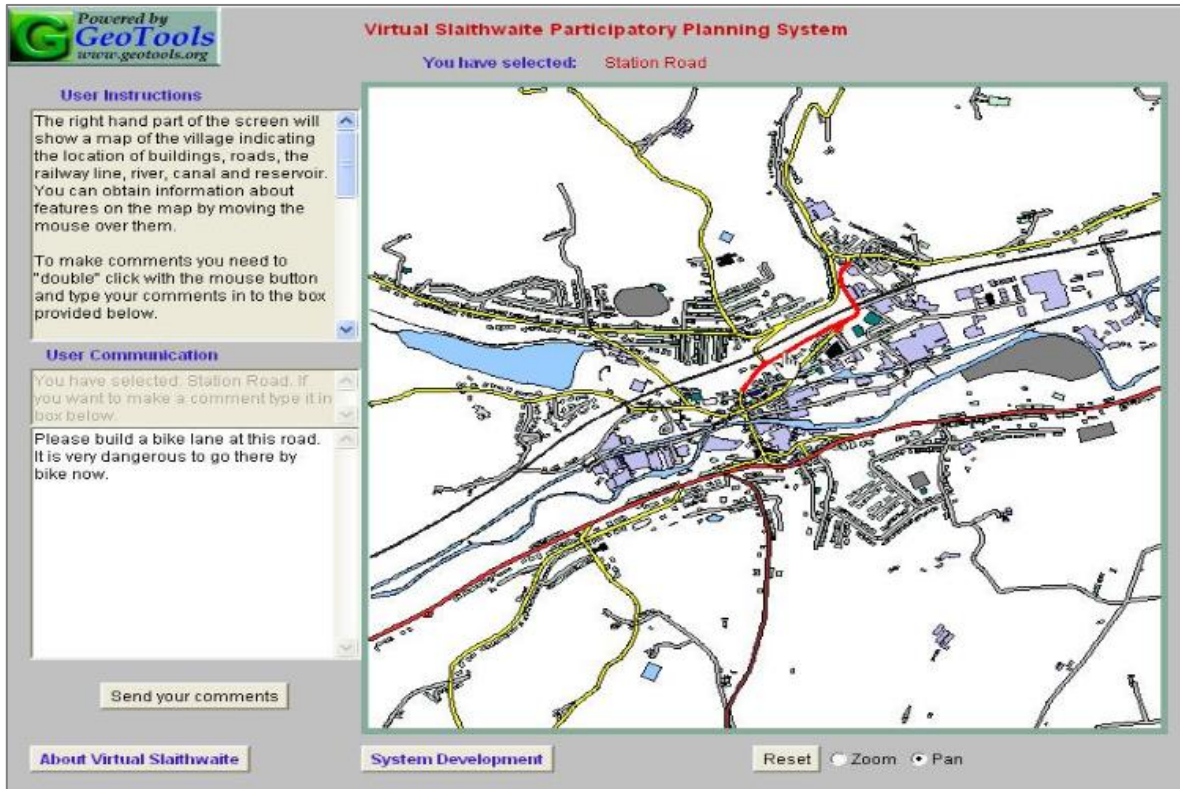 Powered by
GeoTools
www.geotools.org
Virtual Slaithwaite Participatory Planning System
You have selected: Station Road
User Instructions
The right hand part of the screen will
show a map of the village indicating
the location of buildings, roads, the
railway line, river, canal and reservoir.
You can obtain information about
features on the map by moving the
mouse over them.
To make comments you need to
"double" click with the mouse button
and type your comments in to the box
provided below.
User Communication
You have selected: Station Road. If
you want to make a comment type it in
box below.
Please build a bike lane at this road.
It is very dangerous to go there by
bike now.
Send your comments
About Virtual Slaithwaite
System Development
Reset Zoom Pan